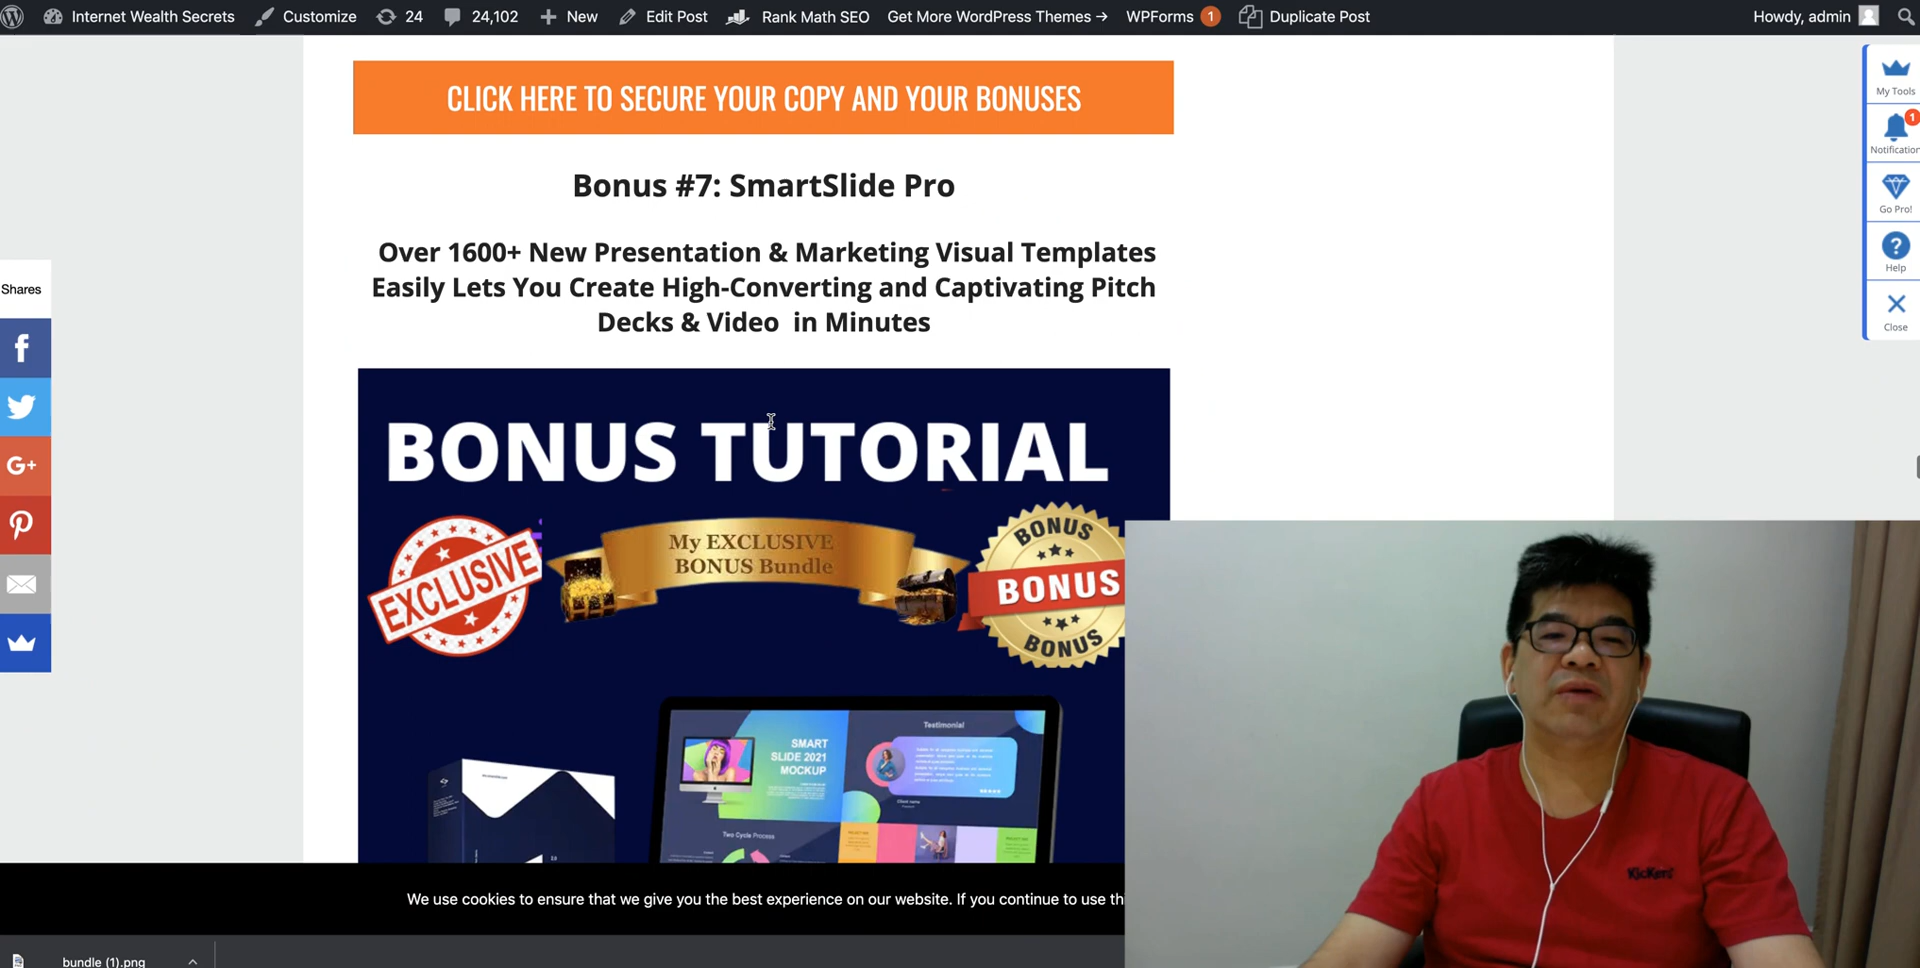 Internet Wealth Secrets Customize 24 24,102 New Edit Post Rank Math SEO Get More WordPress Themes → WPForms 1 Duplicate Post Howdy, admin
CLICK HERE TO SECURE YOUR COPY AND YOUR BONUSES
My Tools
1
Notification
Go Pro!
Help
Close
Bonus #7: SmartSlide Pro
Over 1600+ New Presentation & Marketing Visual Templates
Easily Lets You Create High-Converting and Captivating Pitch
Decks & Video in Minutes
Shares
BONUS TUTORIAL
EXCLUSIVE
My EXCLUSIVE
BONUS Bundle
BONUS
BONUS
BONUS
SMART
SLIDE 2021
MOCKUP
Testimonial
Two Cycle Process
KicKers
We use cookies to ensure that we give you the best experience on our website. If you continue to use th
bundle (1).png